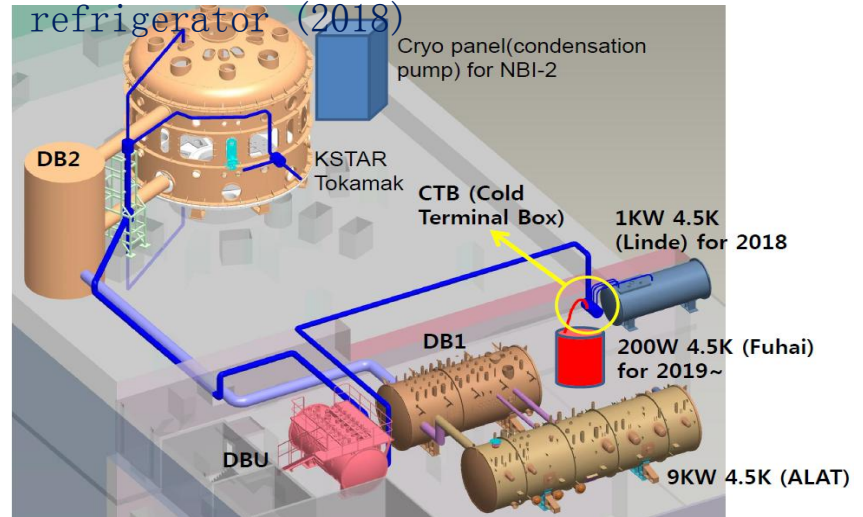 refrigerator (2018)
Cryo panel(condensation
pump) for NBI-2
DB2
KSTAR
Tokamak
CTB (Cold
Terminal Box)
1KW 4.5K
(Linde) for 2018
DB1
200W 4.5K (Fuhai)
for 2019~
DBU
9KW 4.5K (ALAT)